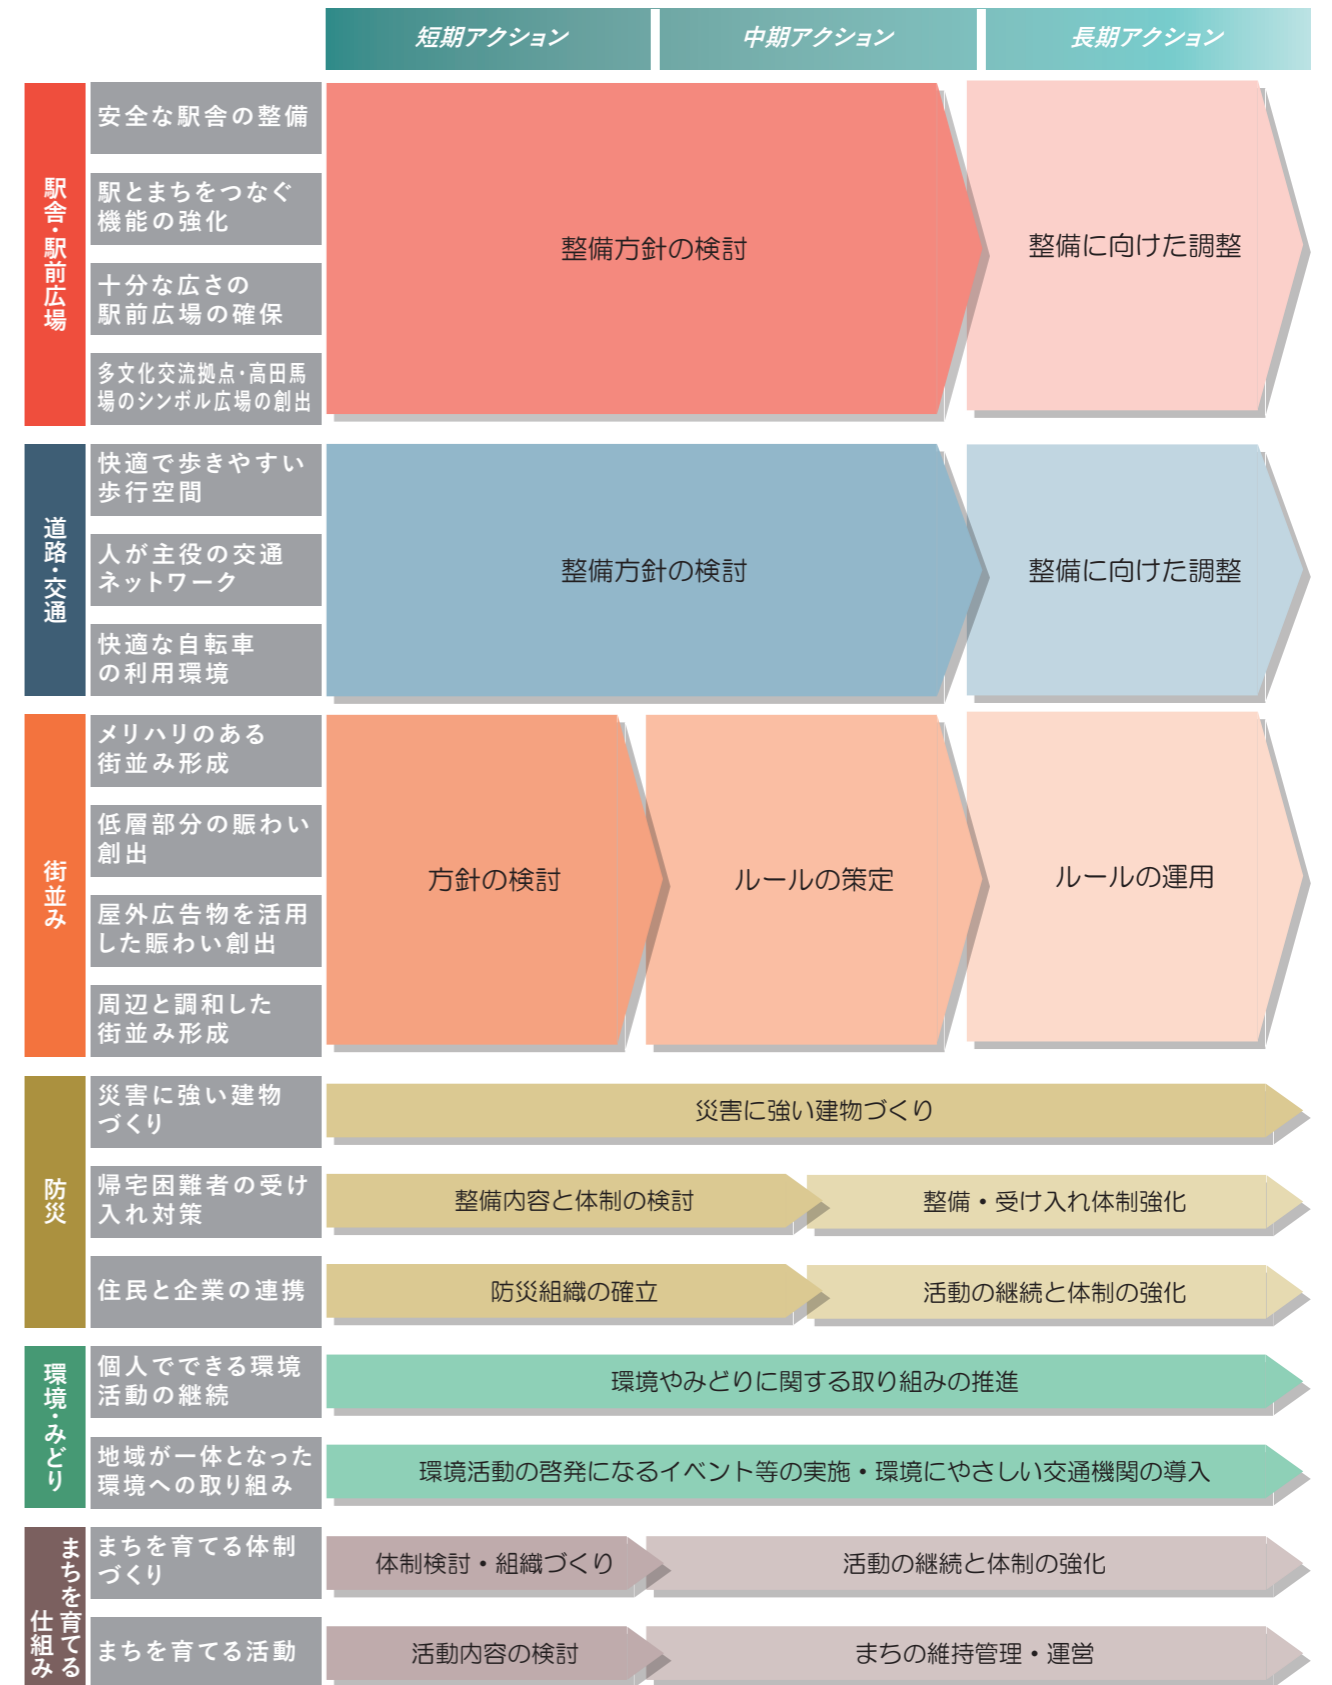 短期アクション
中期アクション
長期アクション
駅舎・駅前広場
安全な駅舎の整備
駅とまちをつなぐ
機能の強化
十分な広さの
駅前広場の確保
多文化交流拠点・高田馬
場のシンボル広場の創出
整備方針の検討
整備に向けた調整
道路・交通
快適で歩きやすい
歩行空間
人が主役の交通
ネットワーク
快適な自転車
の利用環境
整備方針の検討
整備に向けた調整
街並み
メリハリのある
街並み形成
低層部分の賑わい
創出
屋外広告物を活用
した賑わい創出
周辺と調和した
街並み形成
方針の検討
ルールの策定
ルールの運用
防災
災害に強い建物
づくり
災害に強い建物づくり
帰宅困難者の受け
入れ対策
整備内容と体制の検討
整備・受け入れ体制強化
住民と企業の連携
防災組織の確立
活動の継続と体制の強化
環境・みどり
個人でできる環境
活動の継続
環境やみどりに関する取り組みの推進
地域が一体となった
環境への取り組み
環境活動の啓発になるイベント等の実施・環境にやさしい交通機関の導入
まちを育てる
仕組み
まちを育てる体制
づくり
体制検討・組織づくり
活動の継続と体制の強化
まちを育てる活動
活動内容の検討
まちの維持管理・運営